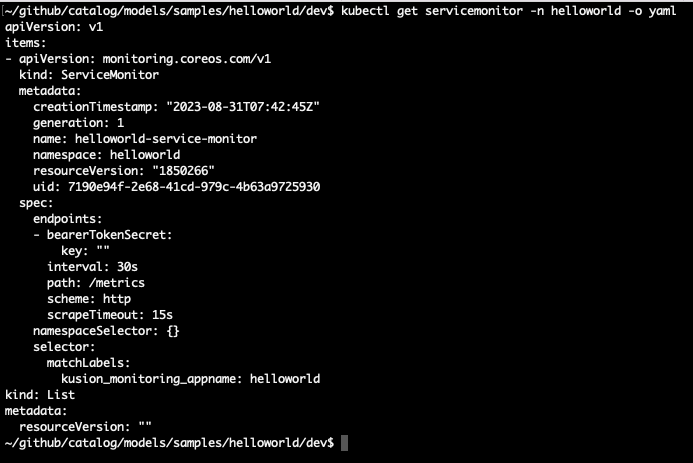 ~/github/catalog/models/samples/helloworld/dev$ kubectl get servicemonitor -n helloworld -o yaml
apiVersion: v1
items:
- apiVersion: monitoring.coreos.com/v1
  kind: ServiceMonitor
  metadata:
    creationTimestamp: "2023-08-31T07:42:45Z"
    generation: 1
    name: helloworld-service-monitor
    namespace: helloworld
    resourceVersion: "1850266"
    uid: 7190e94f-2e68-41cd-979c-4b63a9725930
  spec:
    endpoints:
    - bearerTokenSecret:
        key: ""
      interval: 30s
      path: /metrics
      scheme: http
      scrapeTimeout: 15s
    namespaceSelector: {}
    selector:
      matchLabels:
        kusion_monitoring_appname: helloworld
kind: List
metadata:
  resourceVersion: ""
~/github/catalog/models/samples/helloworld/dev$